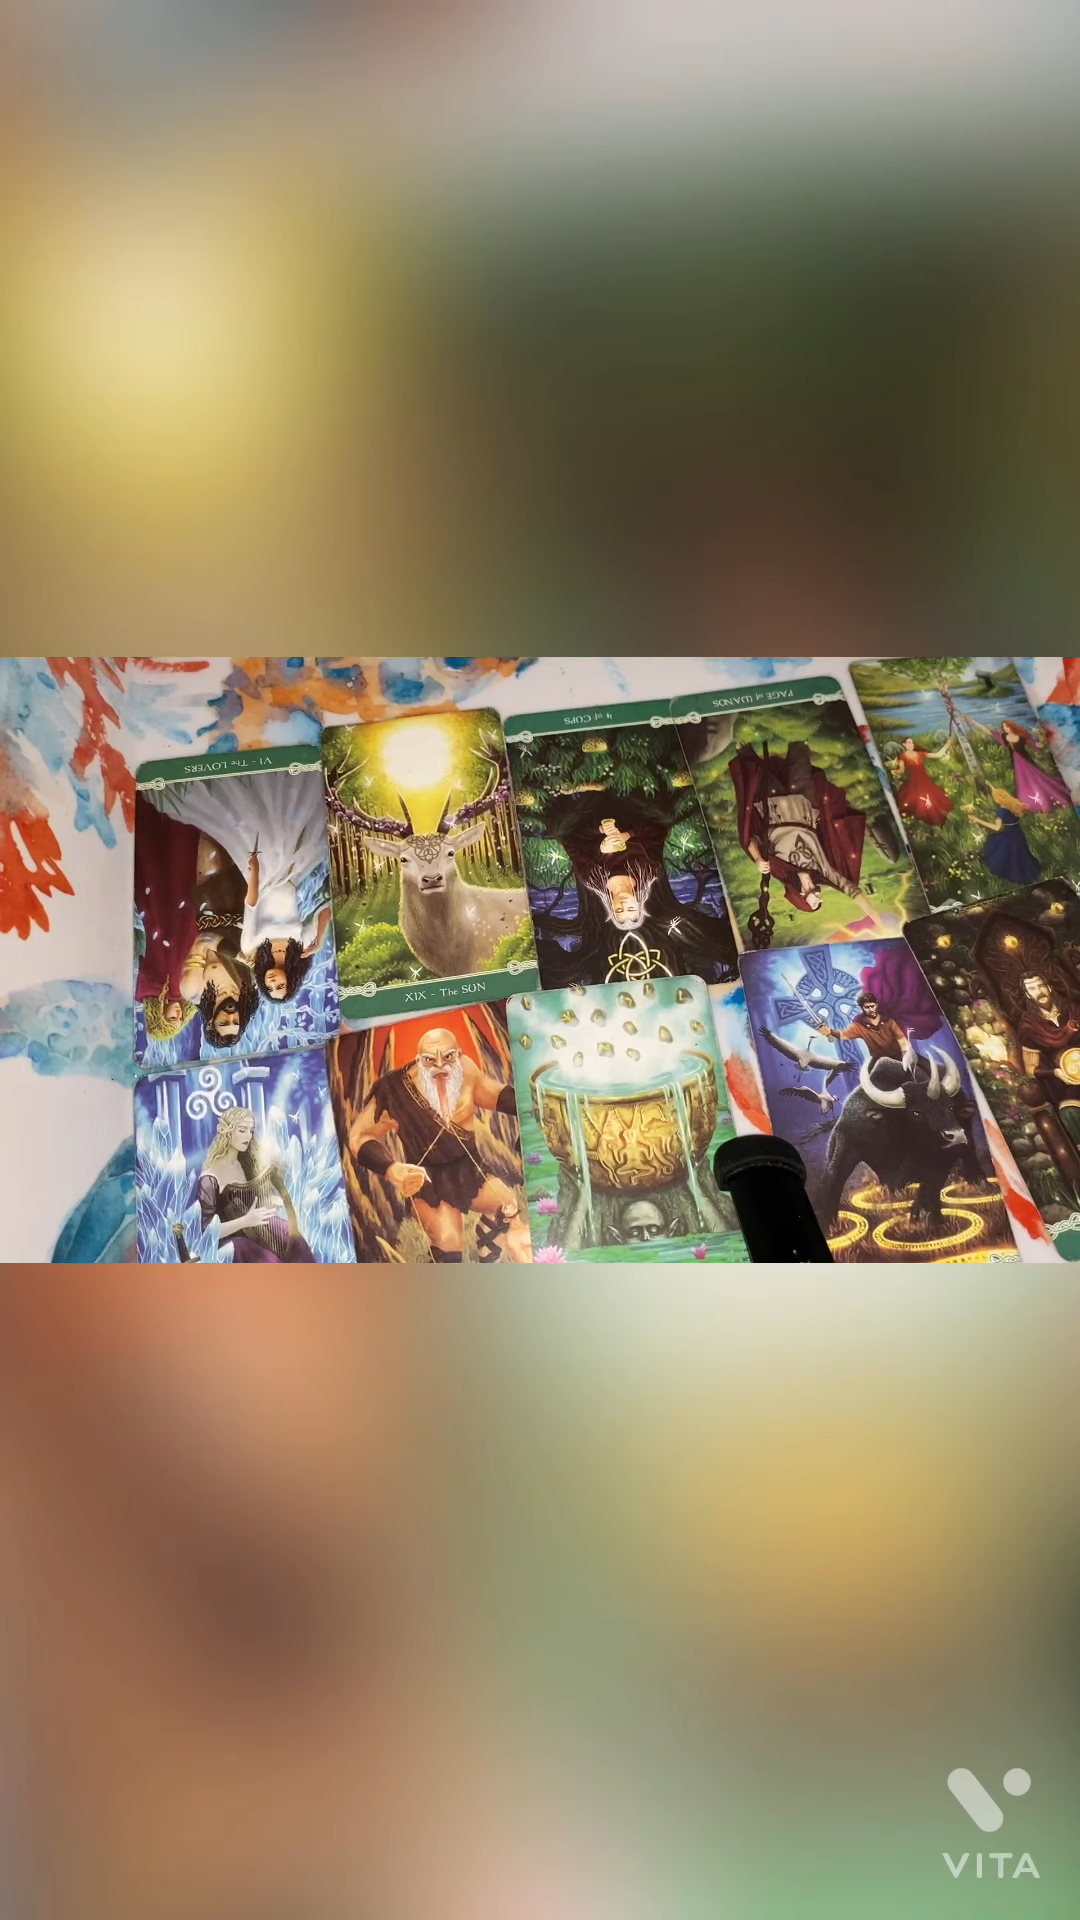 VI - The LOVERS
XIX - The SUN
4 of CUPS
PAGE of WANDS
VITA